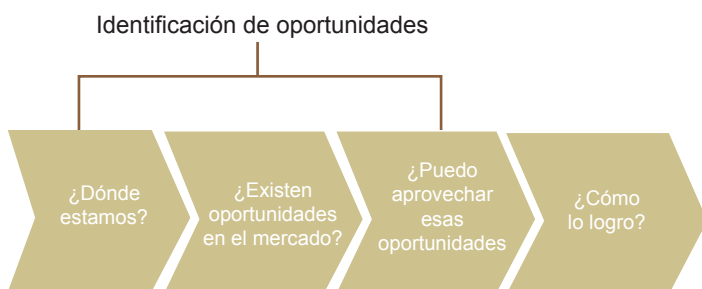 Identificación de oportunidades
¿Dónde
estamos?
¿Existen
oportunidades
en el mercado?
¿Puedo
aprovechar
esas
oportunidades
¿Cómo
lo logro?